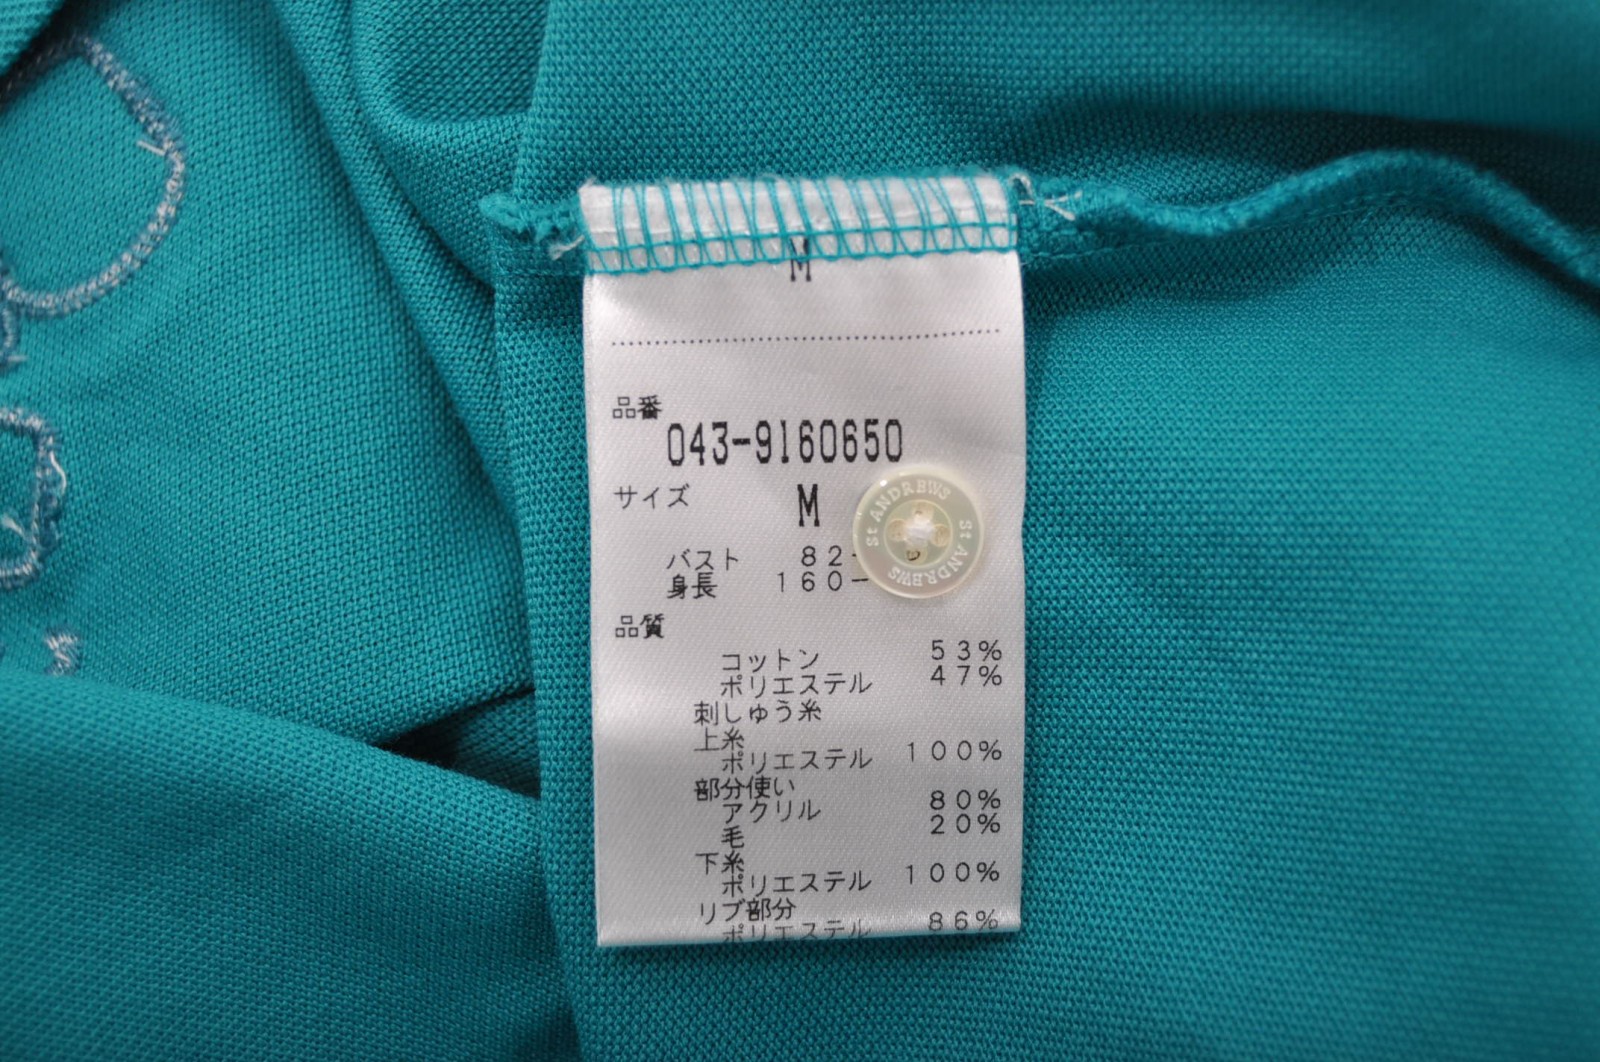 M
品番
043-9160650
サイズ M
St ANDREWS St ANDREWS
バスト 82-
身長 160-
品質
コットン 53%
ポリエステル 47%
刺しゅう糸
上糸
ポリエステル 100%
部分使い
アクリル 80%
毛 20%
下糸
ポリエステル 100%
リブ部分
ポリエステル 86%